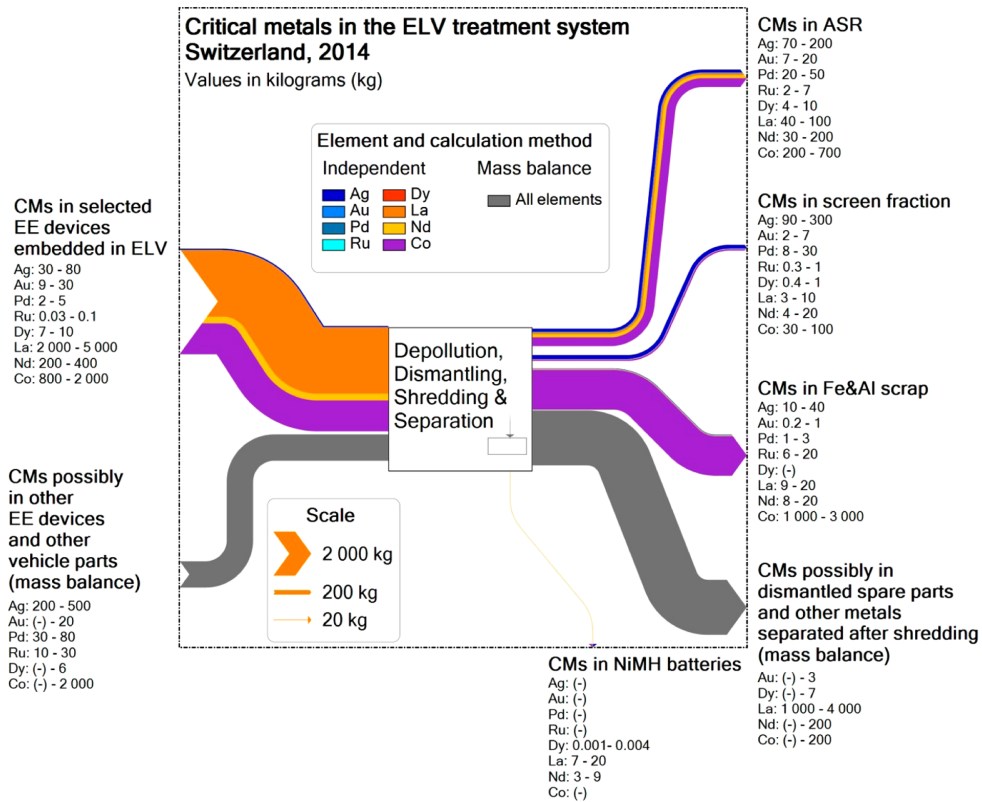 Critical metals in the ELV treatment system
Switzerland, 2014
Values in kilograms (kg)
Element and calculation method
Independent
Mass balance
Ag
Dy
All elements
Au
La
Pd
Nd
Ru
Co
CMs in selected
EE devices
embedded in ELV
Ag: 30 - 80
Au: 9 - 30
Pd: 2 - 5
Ru: 0.03 - 0.1
Dy: 7 - 10
La: 2 000 - 5 000
Nd: 200 - 400
Co: 800 - 2 000
CMs possibly
in other
EE devices
and other
vehicle parts
(mass balance)
Ag: 200 - 500
Au: (-) - 20
Pd: 30 - 80
Ru: 10 - 30
Dy: (-) - 6
Co: (-) - 2 000
Depollution,
Dismantling,
Shredding &
Separation
Scale
2 000 kg
200 kg
20 kg
CMs in ASR
Ag: 70 - 200
Au: 7 - 20
Pd: 20 - 50
Ru: 2 - 7
Dy: 4 - 10
La: 40 - 100
Nd: 30 - 200
Co: 200 - 700
CMs in screen fraction
Ag: 90 - 300
Au: 2 - 7
Pd: 8 - 30
Ru: 0.3 - 1
Dy: 0.4 - 1
La: 3 - 10
Nd: 4 - 20
Co: 30 - 100
CMs in Fe&Al scrap
Ag: 10 - 40
Au: 0.2 - 1
Pd: 1 - 3
Ru: 6 - 20
Dy: (-)
La: 9 - 20
Nd: 8 - 20
Co: 1 000 - 3 000
CMs possibly in
dismantled spare parts
and other metals
separated after shredding
(mass balance)
Au: (-) - 3
Dy: (-) - 7
La: 1 000 - 4 000
Nd: (-) - 200
Co: (-) - 200
CMs in NiMH batteries
Ag: (-)
Au: (-)
Pd: (-)
Ru: (-)
Dy: 0.001- 0.004
La: 7 - 20
Nd: 3 - 9
Co: (-)